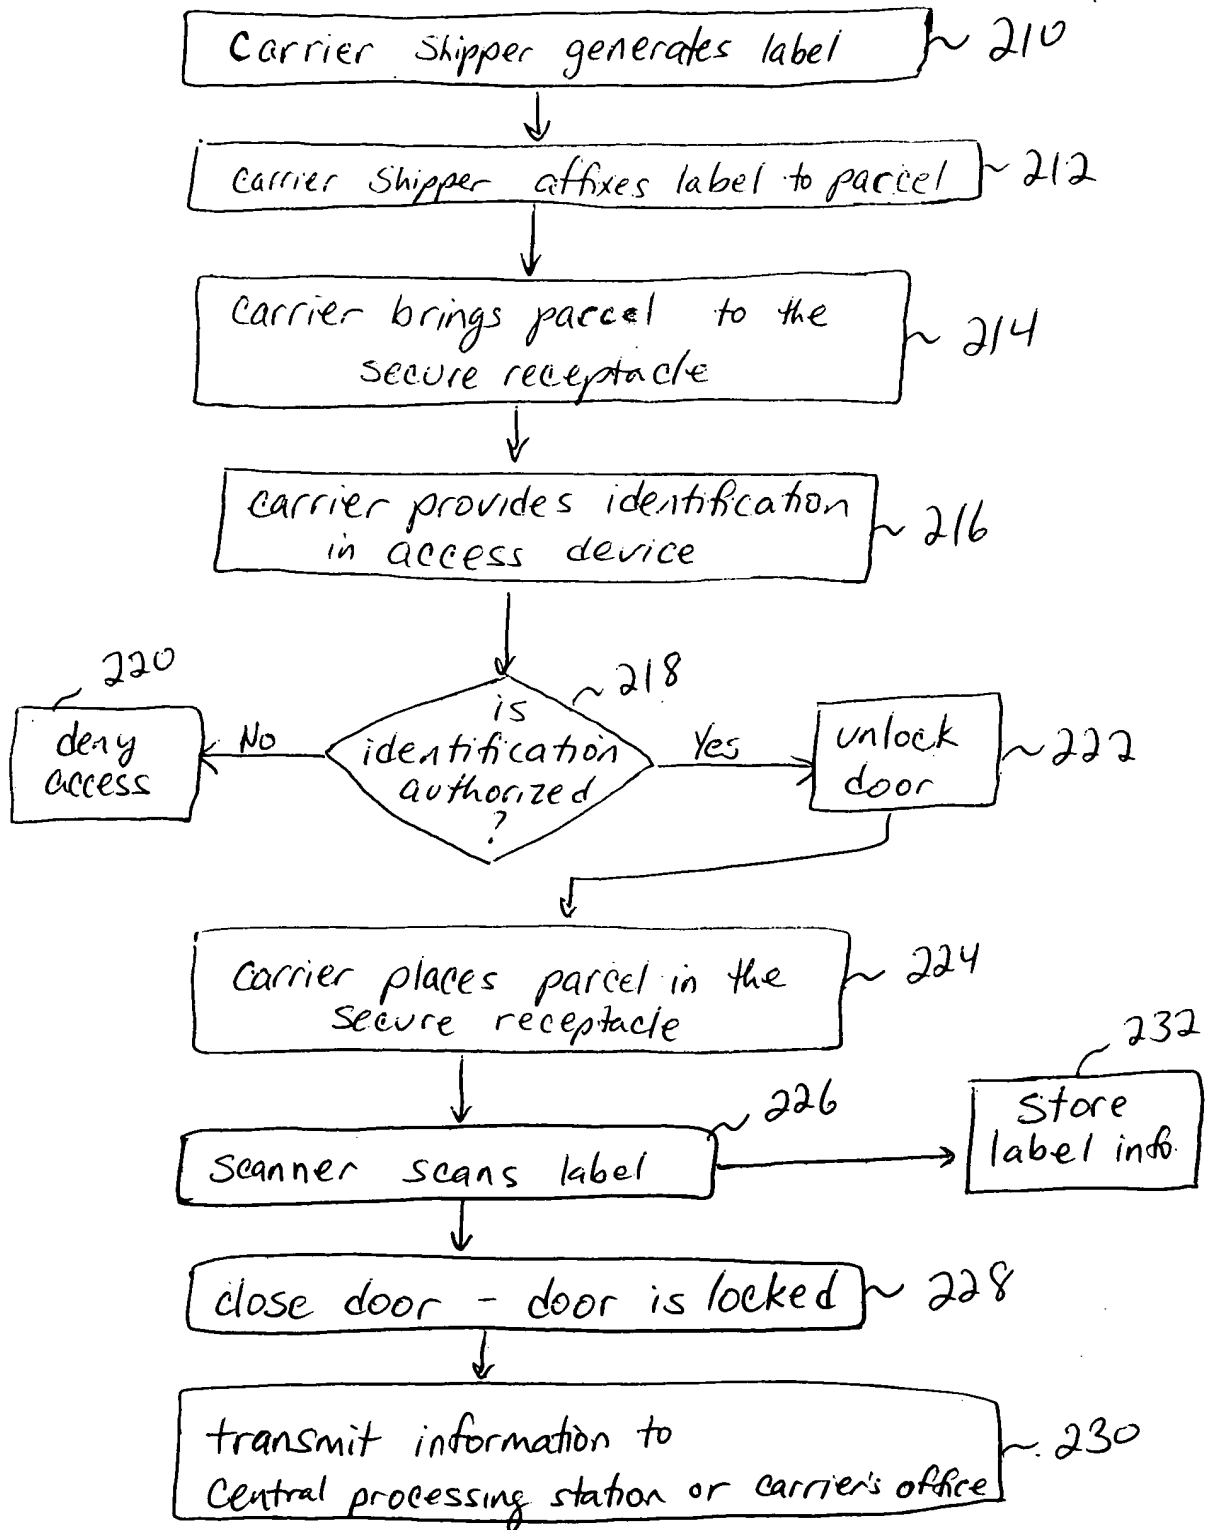 Carrier Shipper generates label
210
Carrier Shipper affixes label to parcel
212
Carrier brings parcel to the
secure receptacle
214
Carrier provides identification
in access device
216
220
218
deny
access
No
is
identification
authorized
?
Yes
unlock
door
222
Carrier places parcel in the
secure receptacle
224
232
226
Scanner scans label
Store
label info.
close door - door is locked
228
transmit information to
Central processing station or carrier's office
230